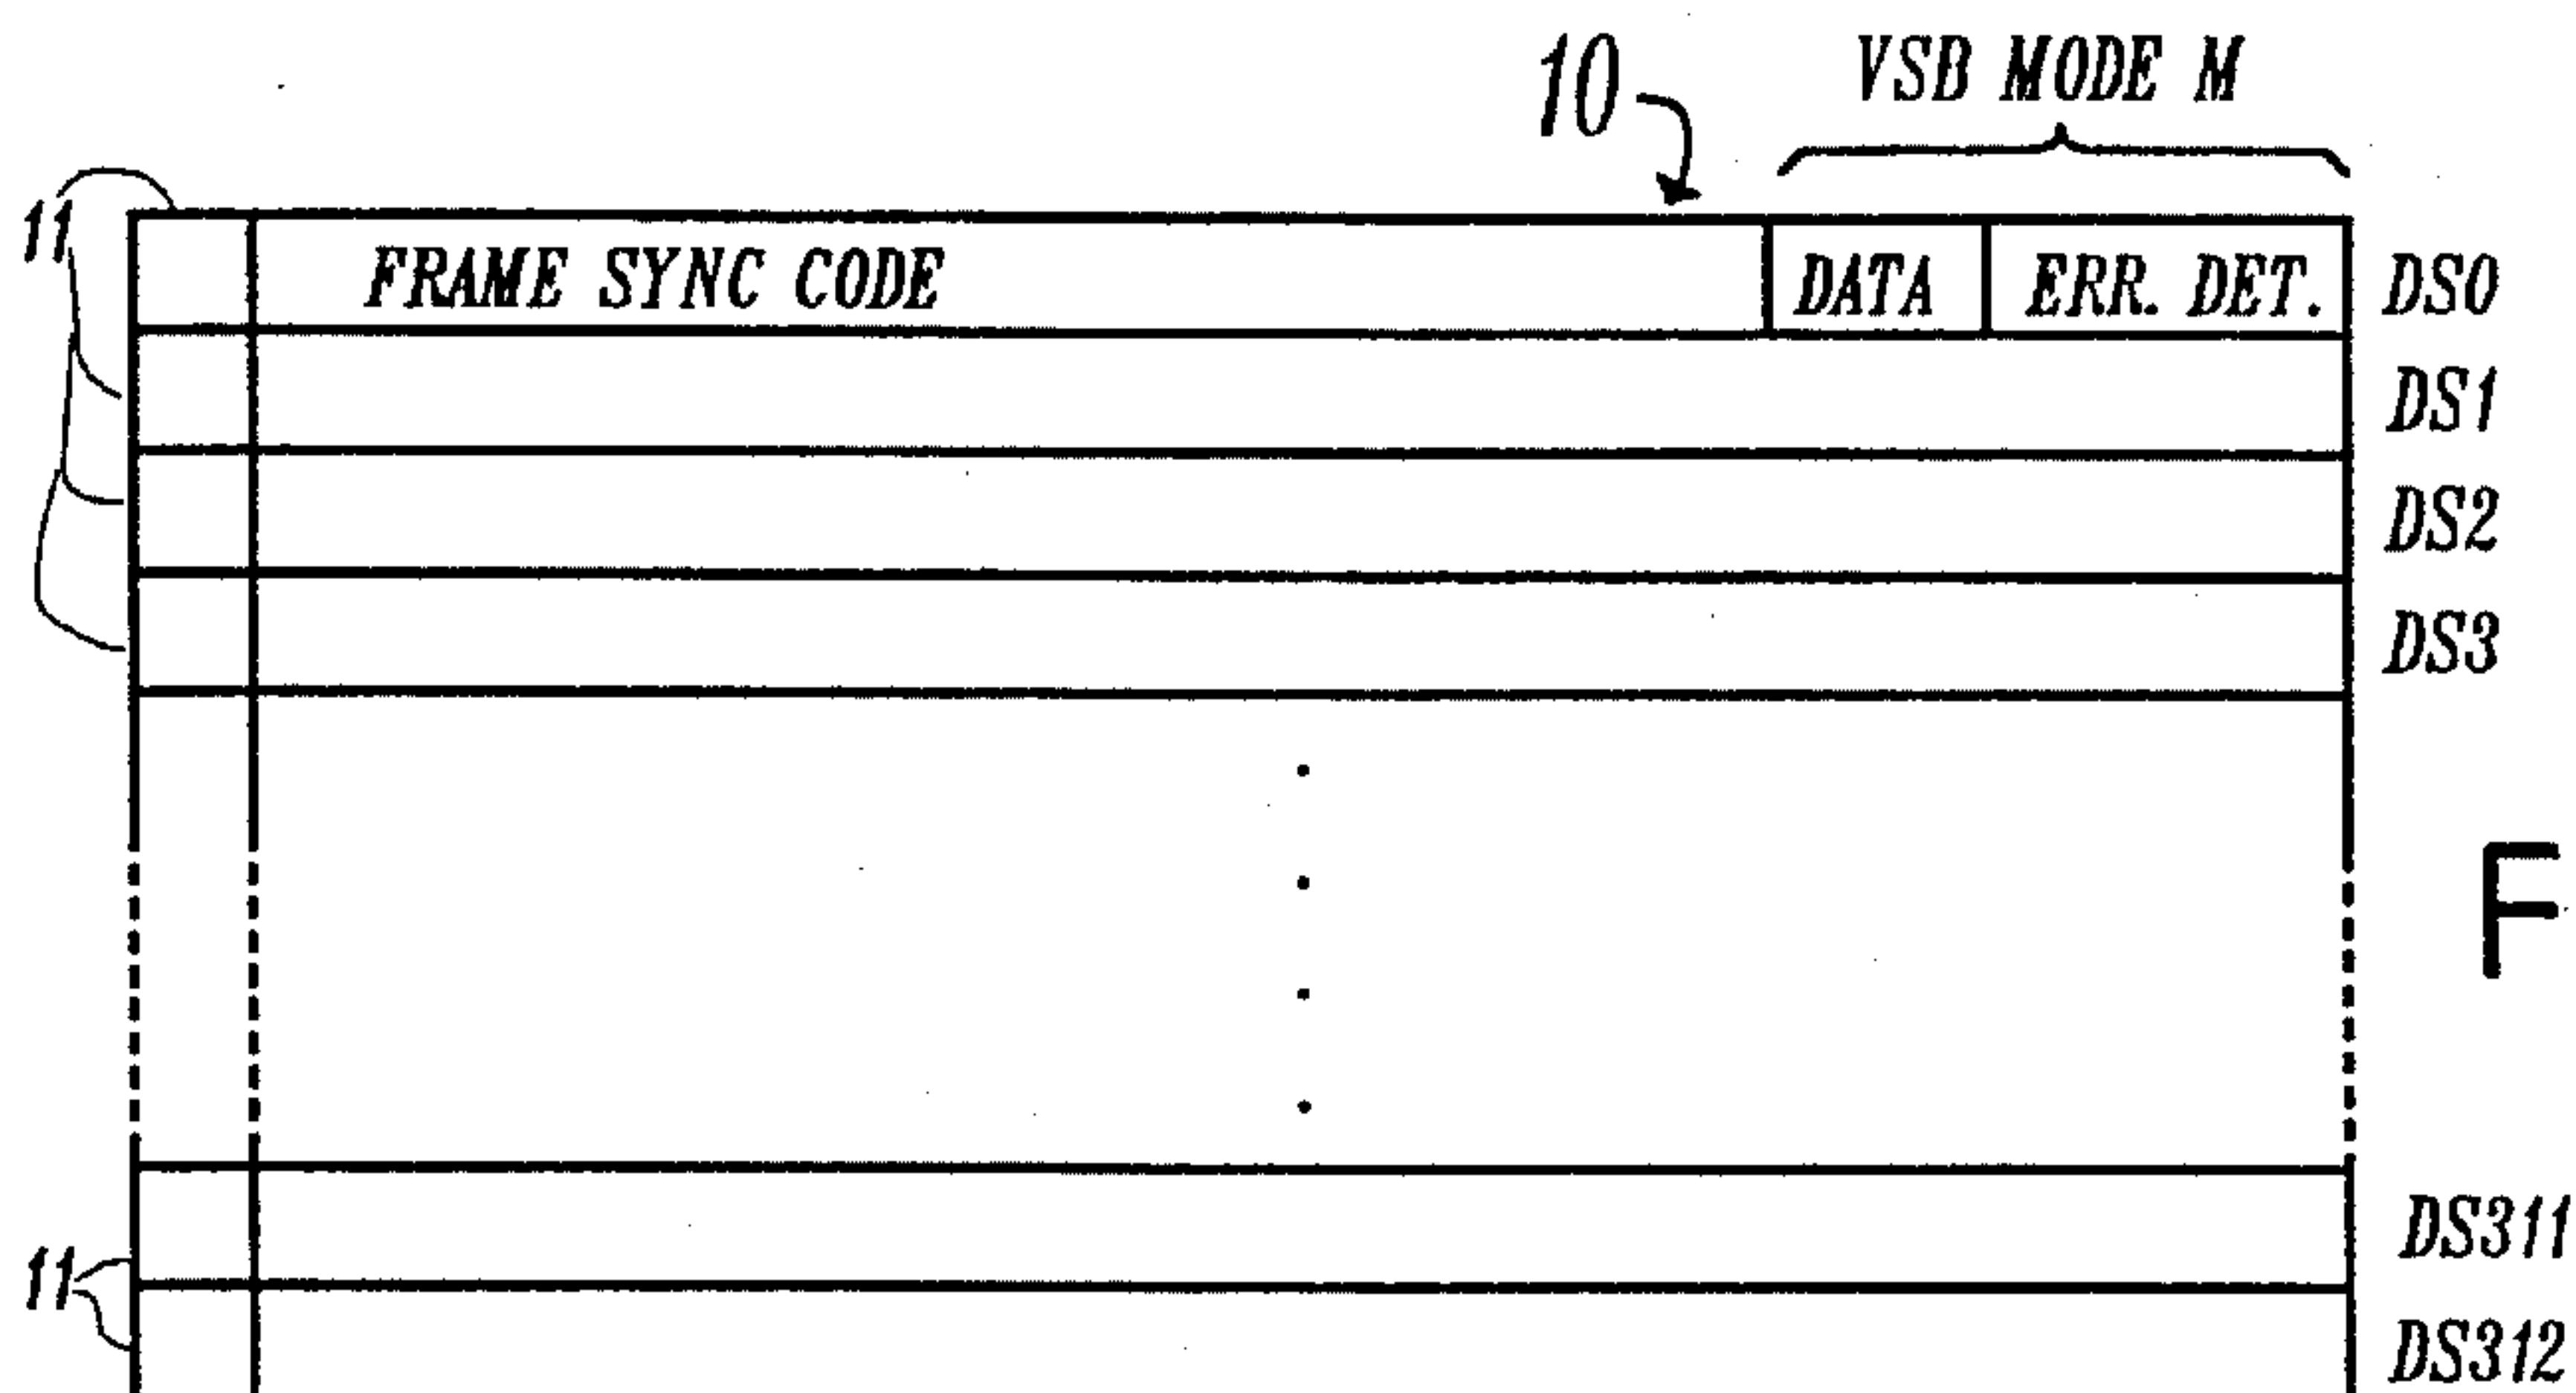 10
VSB MODE M
11
FRAME SYNC CODE
DATA
ERR. DET.
DS0
DS1
DS2
DS3
F
DS311
11
DS312